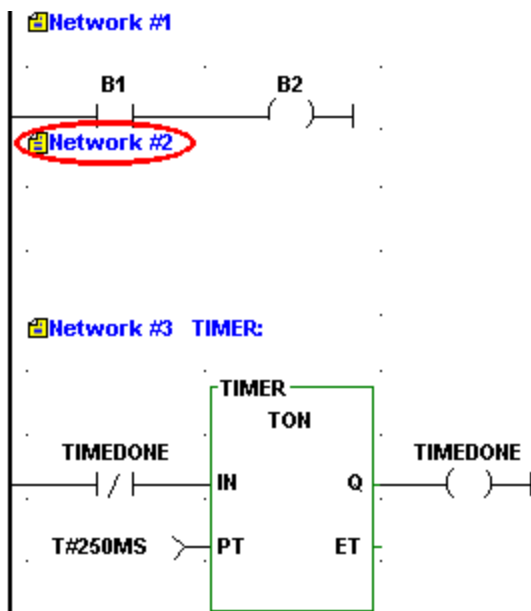 Network #1
B1 B2
Network #2
Network #3 TIMER:
TIMER
TON
TIMEDONE TIMEDONE
IN Q
T#250MS PT ET